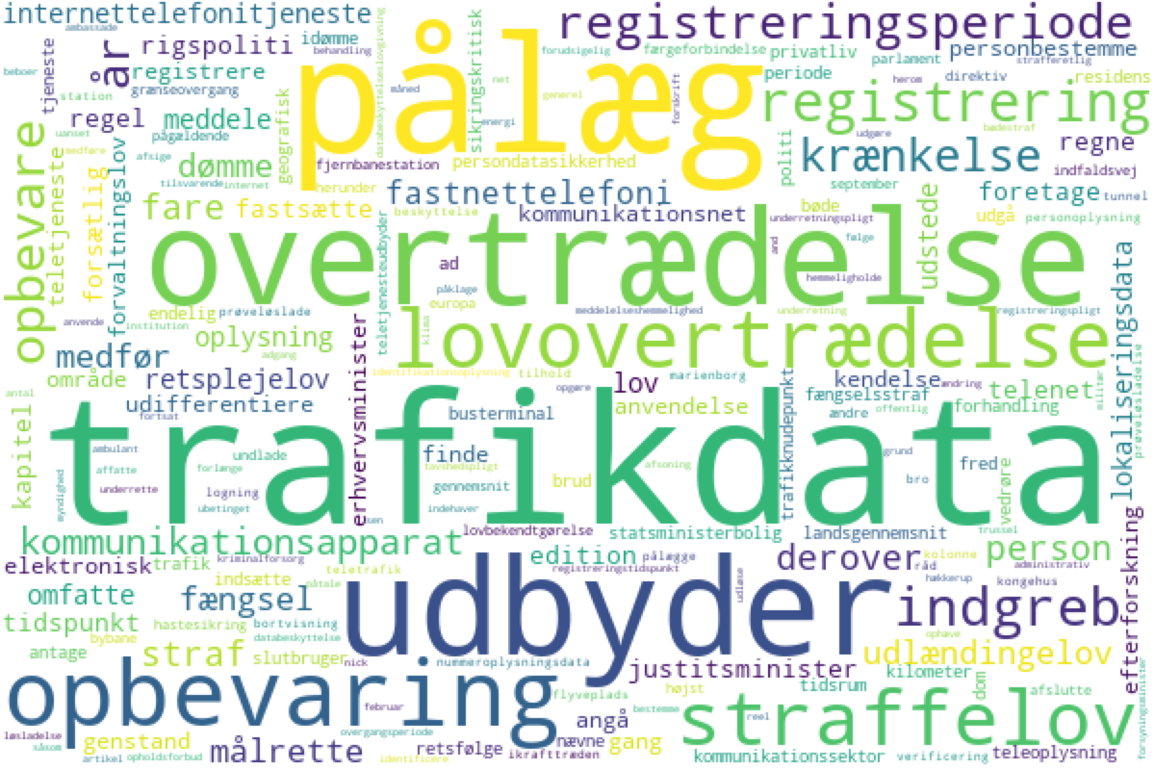 internettelefonitjeneste
ambassade
registreringsperiode
rigspoliti
idømme
behandling
forudsigelig
færgeforbindelse
privatliv
parlament
personbestemme
strafferetlig
beboer
tjeneste
år
registrere
grænseovergang
måned
net
generel
databeskyttelseslovgivning
sikringskritisk
pålæg
periode
herom
direktiv
residens
station
regel
meddele
geografisk
energi
forskrift
registrering
uanset
pågældende
opbevare
medføre
afsige
dømme
fjernbanestation
persondatasikkerhed
politi
krænkelse
udgøre
bødestraf
regne
indfaldsvej
teletjeneste
forsætlig
forvaltningslov
tilsvarende
internet
herunder
fastnettelefoni
september
foretage
tunnel
fare
fastsætte
beskyttelse
kommunikationsnet
underretningspligt
bøde
udstede
udgå
personoplysning
overtrædelse
teletjenesteudbyder
ad
påklage
and
følge
hemmeligholde
europa
endelig
prøveløslade
meddelelseshemmelighed
underretning
registreringspligt
anvende
institution
oplysning
adgang
klima
lovovertrædelse
lokaliseringsdata
medfør
erhvervsminister
identifikationsoplysning
tilhold
område
retsplejelov
opgøre
lov
marienborg
trafikknudepunkt
kendelse
ændring
telenet
militær
prøveløsladelse
antal
udifferentiere
busterminal
anvendelse
fængselsstraf
ændre
offentlig
forhandling
kapitel
fortsat
trafikdata
ambulant
undlade
finde
tavshedspligt
afsoning
grund
affatte
forlænge
gennemsnit
brud
fred
vedrøre
myndighed
underrette
logning
indehaver
bro
ubetinget
lovbekendtgørelse
statsministerbolig
landsgennemsnit
trussel
kommunikationsapparat
kriminalforsorg
edition
pålægge
derover
kolonne
råd
person
administrativ
elektronisk
trafik
indsætte
påtale
teletrafik
registreringstidspunkt
udløse
hækkerup
kongehus
efterforskning
omfatte
fængsel
udbyder
indgreb
tidspunkt
hastesikring
bortvisning
databeskyttelse
ophæve
bybane
antage
straf
slutbruger
nick
nummeroplysningsdata
justitsminister
udlændingelov
kilometer
opbevaring
flyveplads
højst
tidsrum
dom
afslutte
februar
bestemme
reel
straffelov
løsladelse
såsom
genstand
målrette
overgangsperiode
retsfølge
angå
nævne
gang
artikel
opholdsforbud
identificere
ikrafttræden
kommunikationssektor
verificering
teleoplysning
forsyningsminister